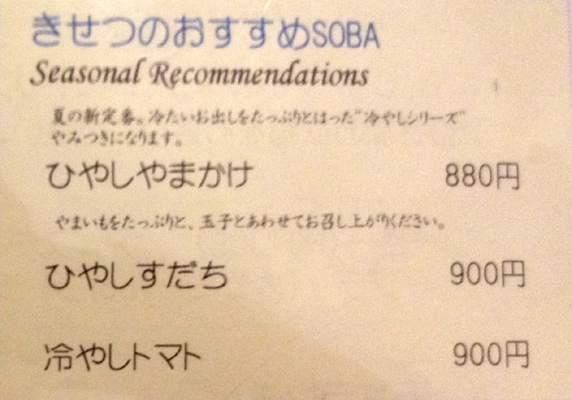 きせつのおすすめSOBA
Seasonal Recommendations
夏の新定番。冷たいお出しをたっぷりとはった"冷やしシリーズ"
やみつきになります。
ひやしやまかけ 880円
やまいもをたっぷりと、玉子とあわせてお召し上がりください。
ひやしすだち 900円
冷やしトマト 900円